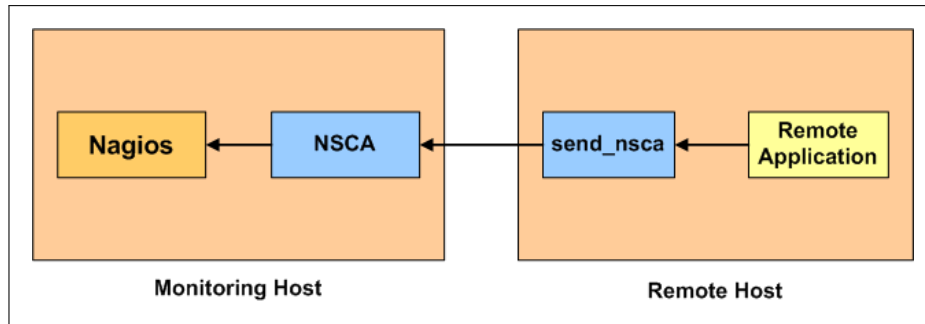 Nagios
NSCA
send_nsca
Remote
Application
Monitoring Host
Remote Host